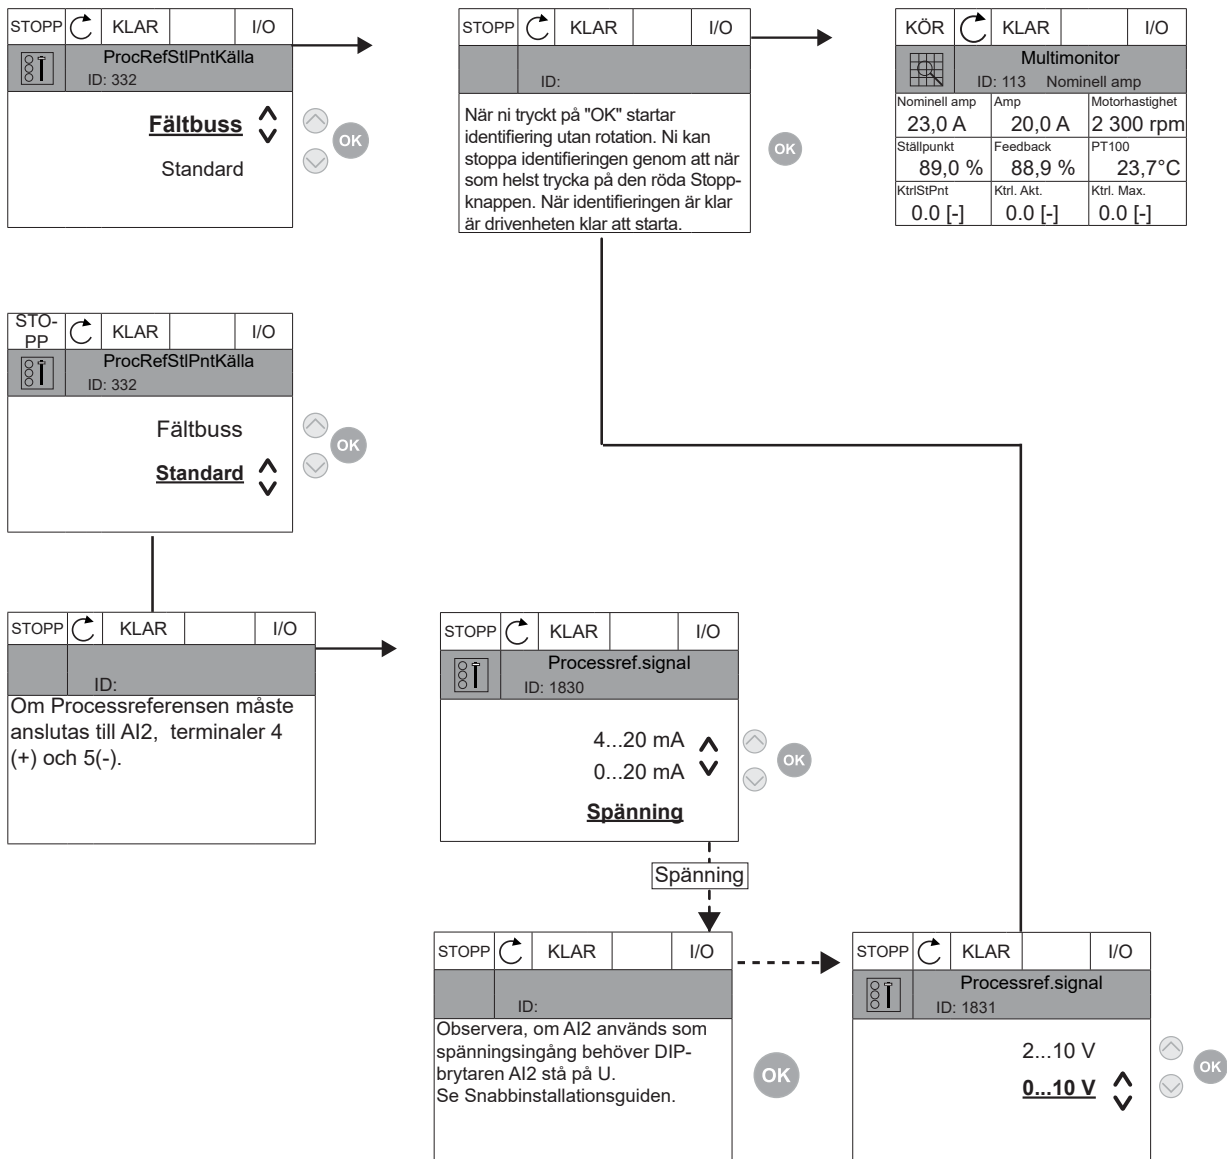 STOPP KLAR I/O
ProcRefStlPntKälla
ID: 332
Fältbuss
Standard
OK
STOPP KLAR I/O
ID:
När ni tryckt på "OK" startar
identifiering utan rotation. Ni kan
stoppa identifieringen genom att när
som helst trycka på den röda Stopp-
knappen. När identifieringen är klar
är drivenheten klar att starta.
OK
KÖR KLAR I/O
Multimonitor
ID: 113 Nominell amp
Nominell amp Amp Motorhastighet
23,0 A 20,0 A 2 300 rpm
Ställpunkt Feedback PT100
89,0 % 88,9 % 23,7°C
KtrlStPnt Ktrl. Akt. Ktrl. Max.
0.0 [-] 0.0 [-] 0.0 [-]
STO-
PP KLAR I/O
ProcRefStlPntKälla
ID: 332
Fältbuss
Standard
OK
STOPP KLAR I/O
ID:
Om Processreferensen måste
anslutas till AI2, terminaler 4
(+) och 5(-).
STOPP KLAR I/O
Processref.signal
ID: 1830
4...20 mA
0...20 mA
Spänning
OK
Spänning
STOPP KLAR I/O
ID:
Observera, om AI2 används som
spänningsingång behöver DIP-
brytaren AI2 stå på U.
Se Snabbinstallationsguiden.
OK
STOPP KLAR I/O
Processref.signal
ID: 1831
2...10 V
0...10 V
OK